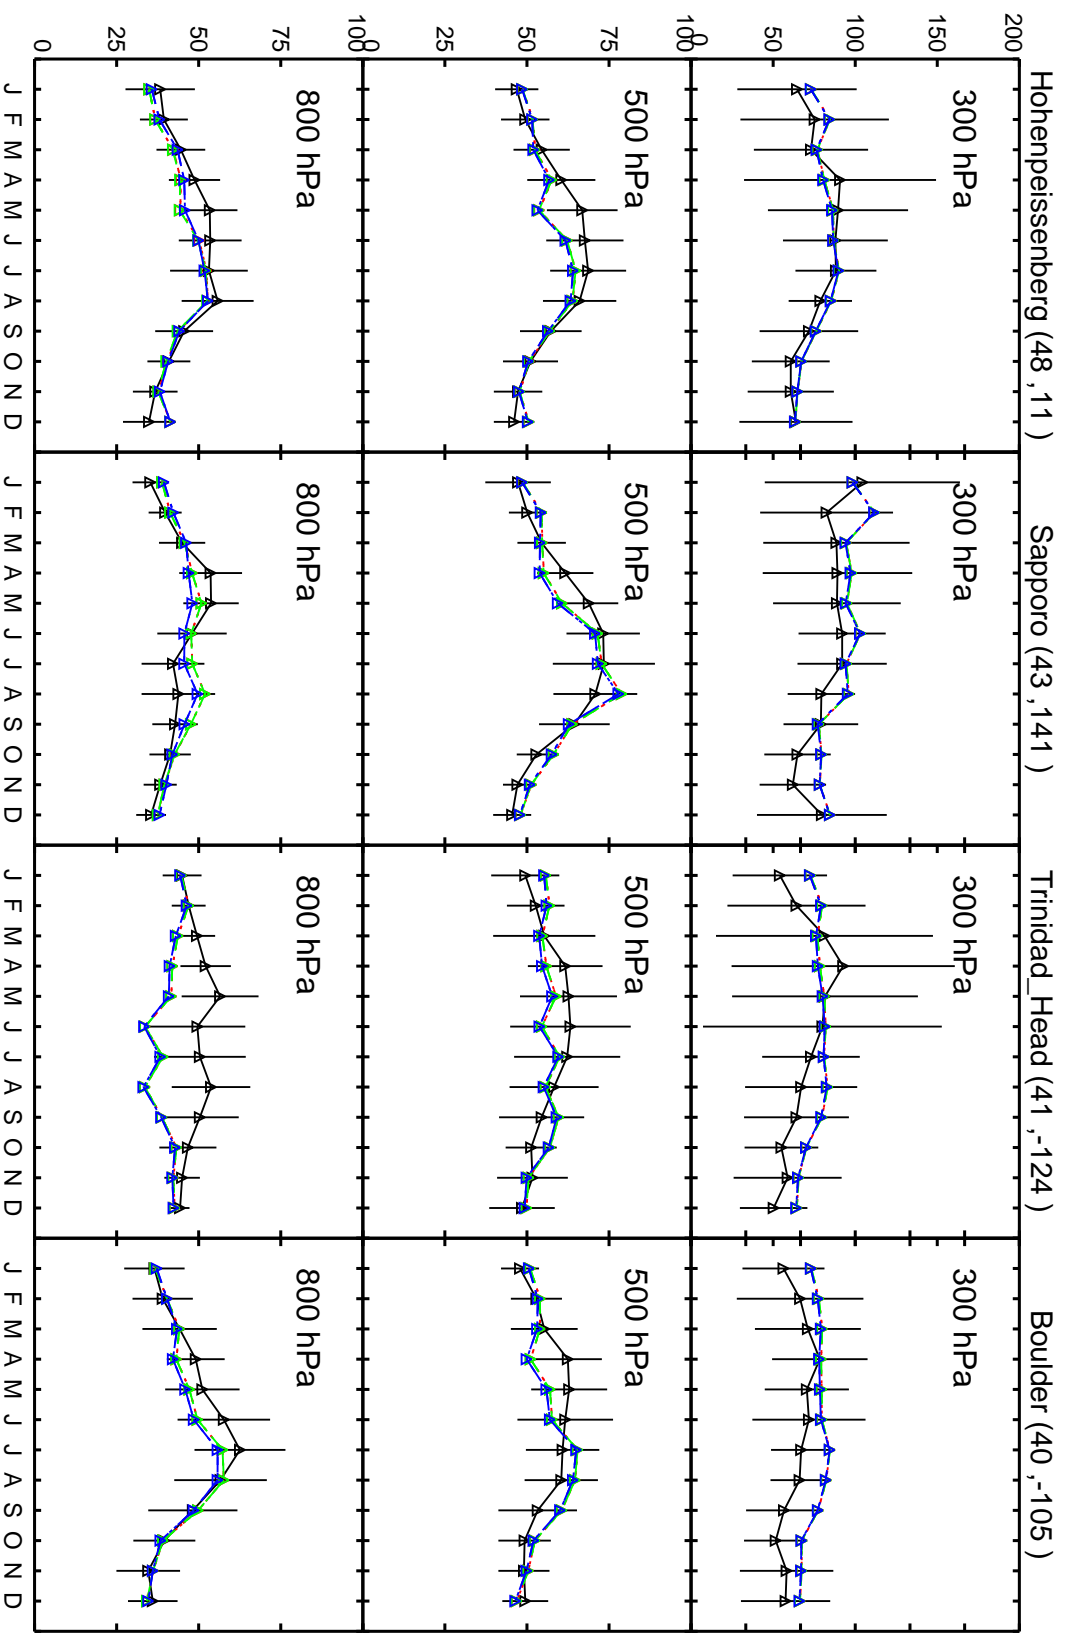 Hohenpeissenberg (48 ,11 )
Sapporo (43 ,141 )
Trinidad_Head (41 ,-124 )
Boulder (40 ,-105 )
200
150
100
50
0
300 hPa
300 hPa
300 hPa
300 hPa
100
75
50
0
500 hPa
500 hPa
500 hPa
500 hPa
100
75
50
25
0
800 hPa
800 hPa
800 hPa
800 hPa
J F M A M J J A S O N D
J F M A M J J A S O N D
J F M A M J J A S O N D
J F M A M J J A S O N D